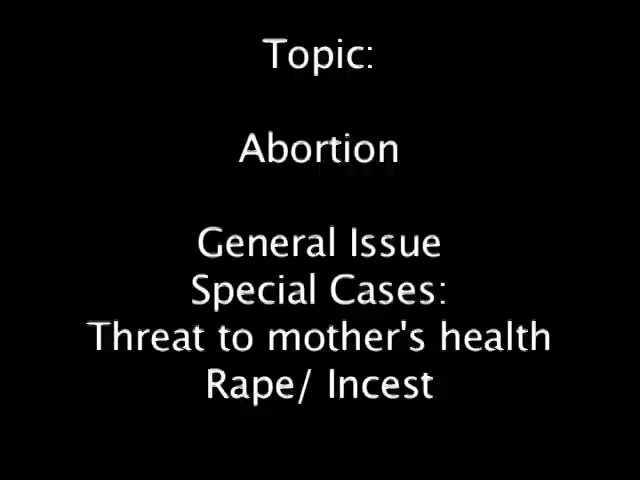 Topic:
Abortion
General Issue
Special Cases:
Threat to mother's health
Rape/ Incest